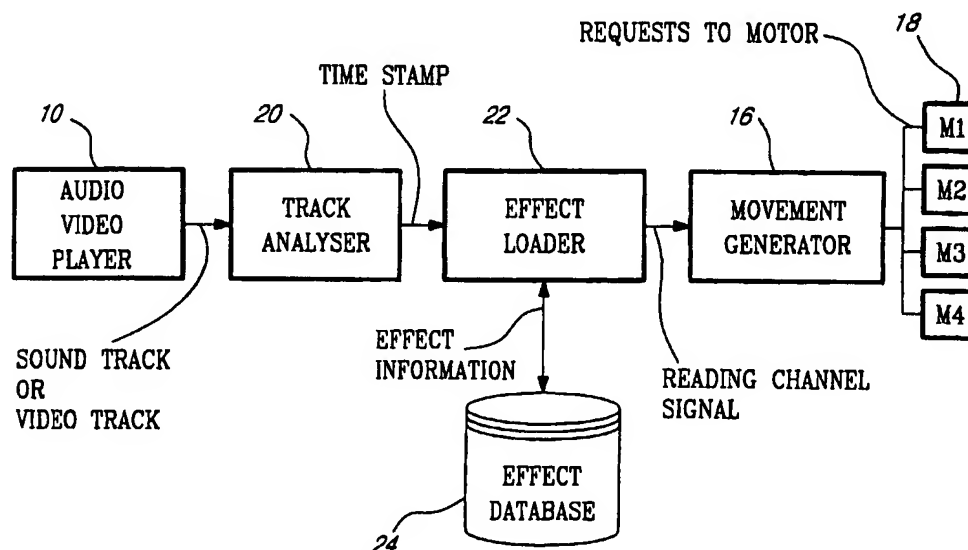 REQUESTS TO MOTOR
18
TIME STAMP
10
20
22
16
M1
AUDIO
VIDEO
PLAYER
TRACK
ANALYSER
EFFECT
LOADER
MOVEMENT
GENERATOR
M2
M3
M4
SOUND TRACK
OR
VIDEO TRACK
EFFECT
INFORMATION
READING CHANNEL
SIGNAL
EFFECT
DATABASE
24